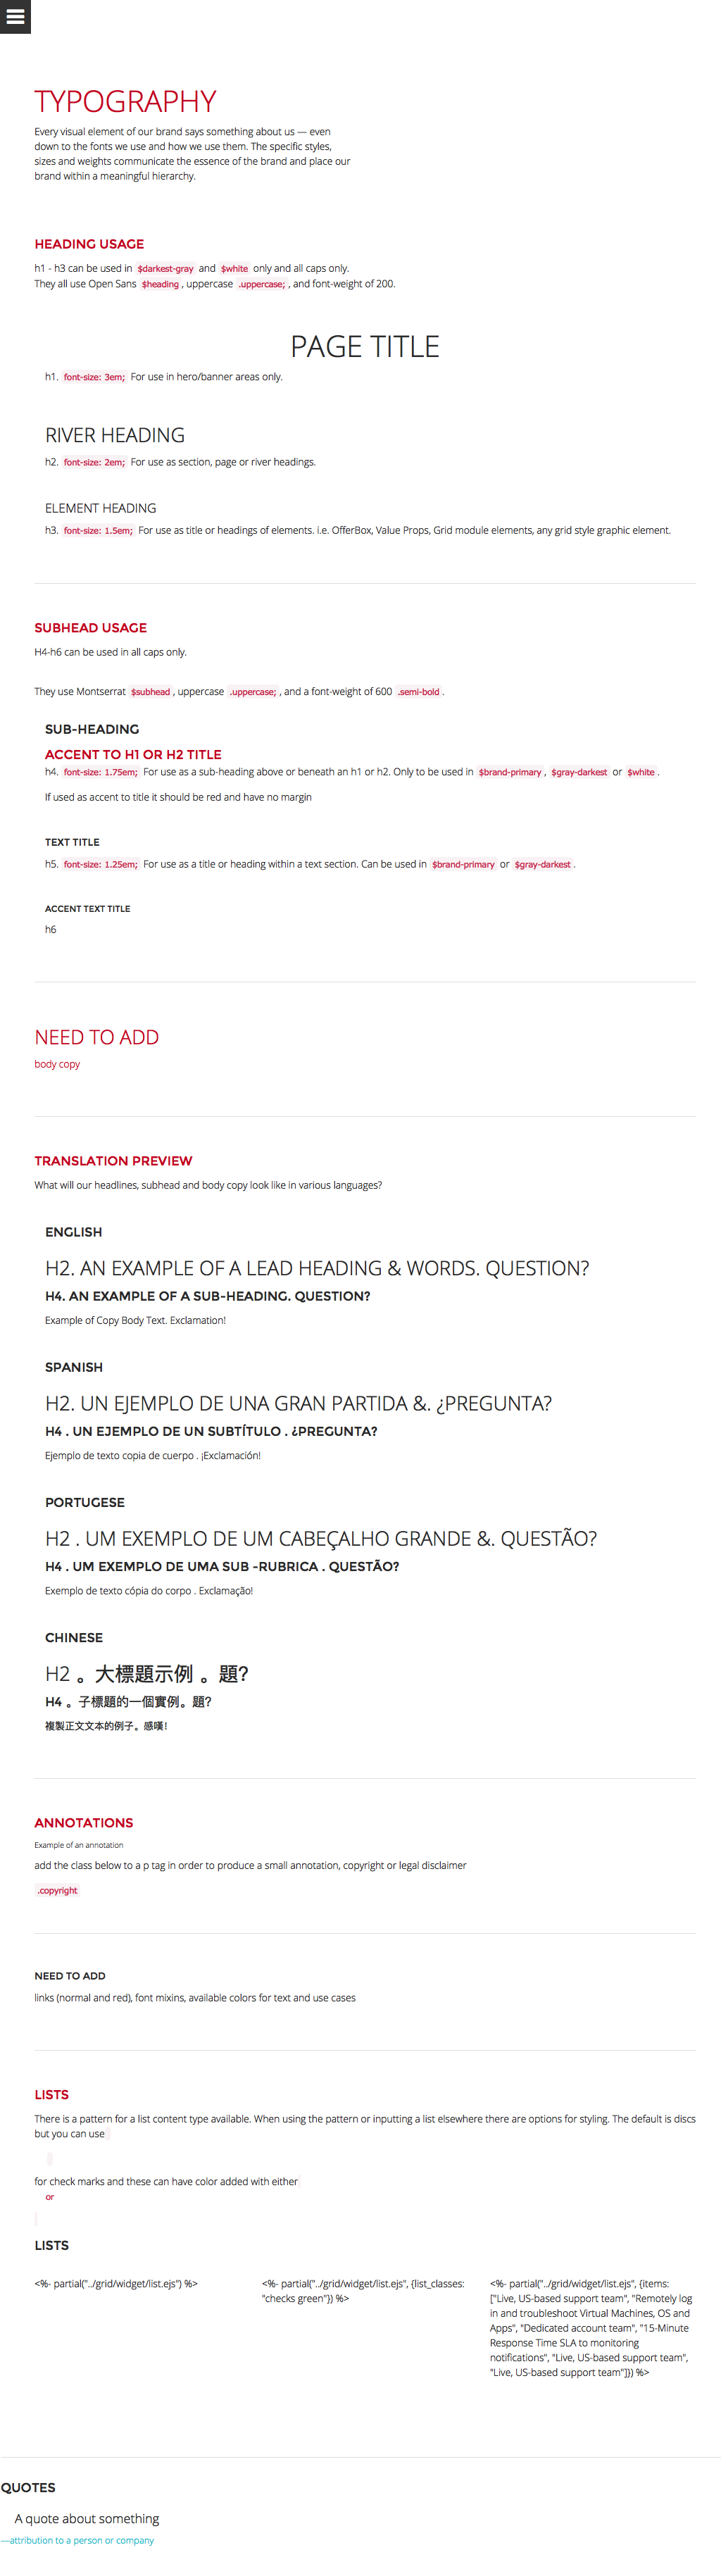 TYPOGRAPHY
Every visual element of our brand says something about us — even
down to the fonts we use and how we use them. The specific styles,
sizes and weights communicate the essence of the brand and place our
brand within a meaningful hierarchy.
HEADING USAGE
h1 - h3 can be used in $darkest-gray and $white only and all caps only.
They all use Open Sans $heading , uppercase .uppercase; , and font-weight of 200.
PAGE TITLE
h1. font-size: 3em; For use in hero/banner areas only.
RIVER HEADING
h2. font-size: 2em; For use as section, page or river headings.
ELEMENT HEADING
h3. font-size: 1.5em; For use as title or headings of elements. i.e. OfferBox, Value Props, Grid module elements, any grid style graphic element.
SUBHEAD USAGE
H4-h6 can be used in all caps only.
They use Montserrat $subhead , uppercase .uppercase; , and a font-weight of 600 .semi-bold .
SUB-HEADING
ACCENT TO H1 OR H2 TITLE
h4. font-size: 1.75em; For use as a sub-heading above or beneath an h1 or h2. Only to be used in $brand-primary , $gray-darkest or $white .
If used as accent to title it should be red and have no margin
TEXT TITLE
h5. font-size: 1.25em; For use as a title or heading within a text section. Can be used in $brand-primary or $gray-darkest .
ACCENT TEXT TITLE
h6
NEED TO ADD
body copy
TRANSLATION PREVIEW
What will our headlines, subhead and body copy look like in various languages?
ENGLISH
H2. AN EXAMPLE OF A LEAD HEADING & WORDS. QUESTION?
H4. AN EXAMPLE OF A SUB-HEADING. QUESTION?
Example of Copy Body Text. Exclamation!
SPANISH
H2. UN EJEMPLO DE UNA GRAN PARTIDA &. ¿PREGUNTA?
H4 . UN EJEMPLO DE UN SUBTÍTULO . ¿PREGUNTA?
Ejemplo de texto copia de cuerpo . ¡Exclamación!
PORTUGESE
H2 . UM EXEMPLO DE UM CABEÇALHO GRANDE &. QUESTÃO?
H4 . UM EXEMPLO DE UMA SUB -RUBRICA . QUESTÃO?
Exemplo de texto cópia do corpo . Exclamação!
CHINESE
H2 。大標題示例 。題?
H4 。子標題的一個實例。題?
複製正文文本的例子。感嘆!
ANNOTATIONS
Example of an annotation
add the class below to a p tag in order to produce a small annotation, copyright or legal disclaimer
.copyright
NEED TO ADD
links (normal and red), font mixins, available colors for text and use cases
LISTS
There is a pattern for a list content type available. When using the pattern or inputting a list elsewhere there are options for styling. The default is discs
but you can use
for check marks and these can have color added with either
or
LISTS
<%- partial("../grid/widget/list.ejs") %>
<%- partial("../grid/widget/list.ejs", {list_classes:
"checks green"}) %>
<%- partial("../grid/widget/list.ejs", {items:
["Live, US-based support team", "Remotely log
in and troubleshoot Virtual Machines, OS and
Apps", "Dedicated account team", "15-Minute
Response Time SLA to monitoring
notifications", "Live, US-based support team",
"Live, US-based support team"]}) %>
QUOTES
A quote about something
—attribution to a person or company